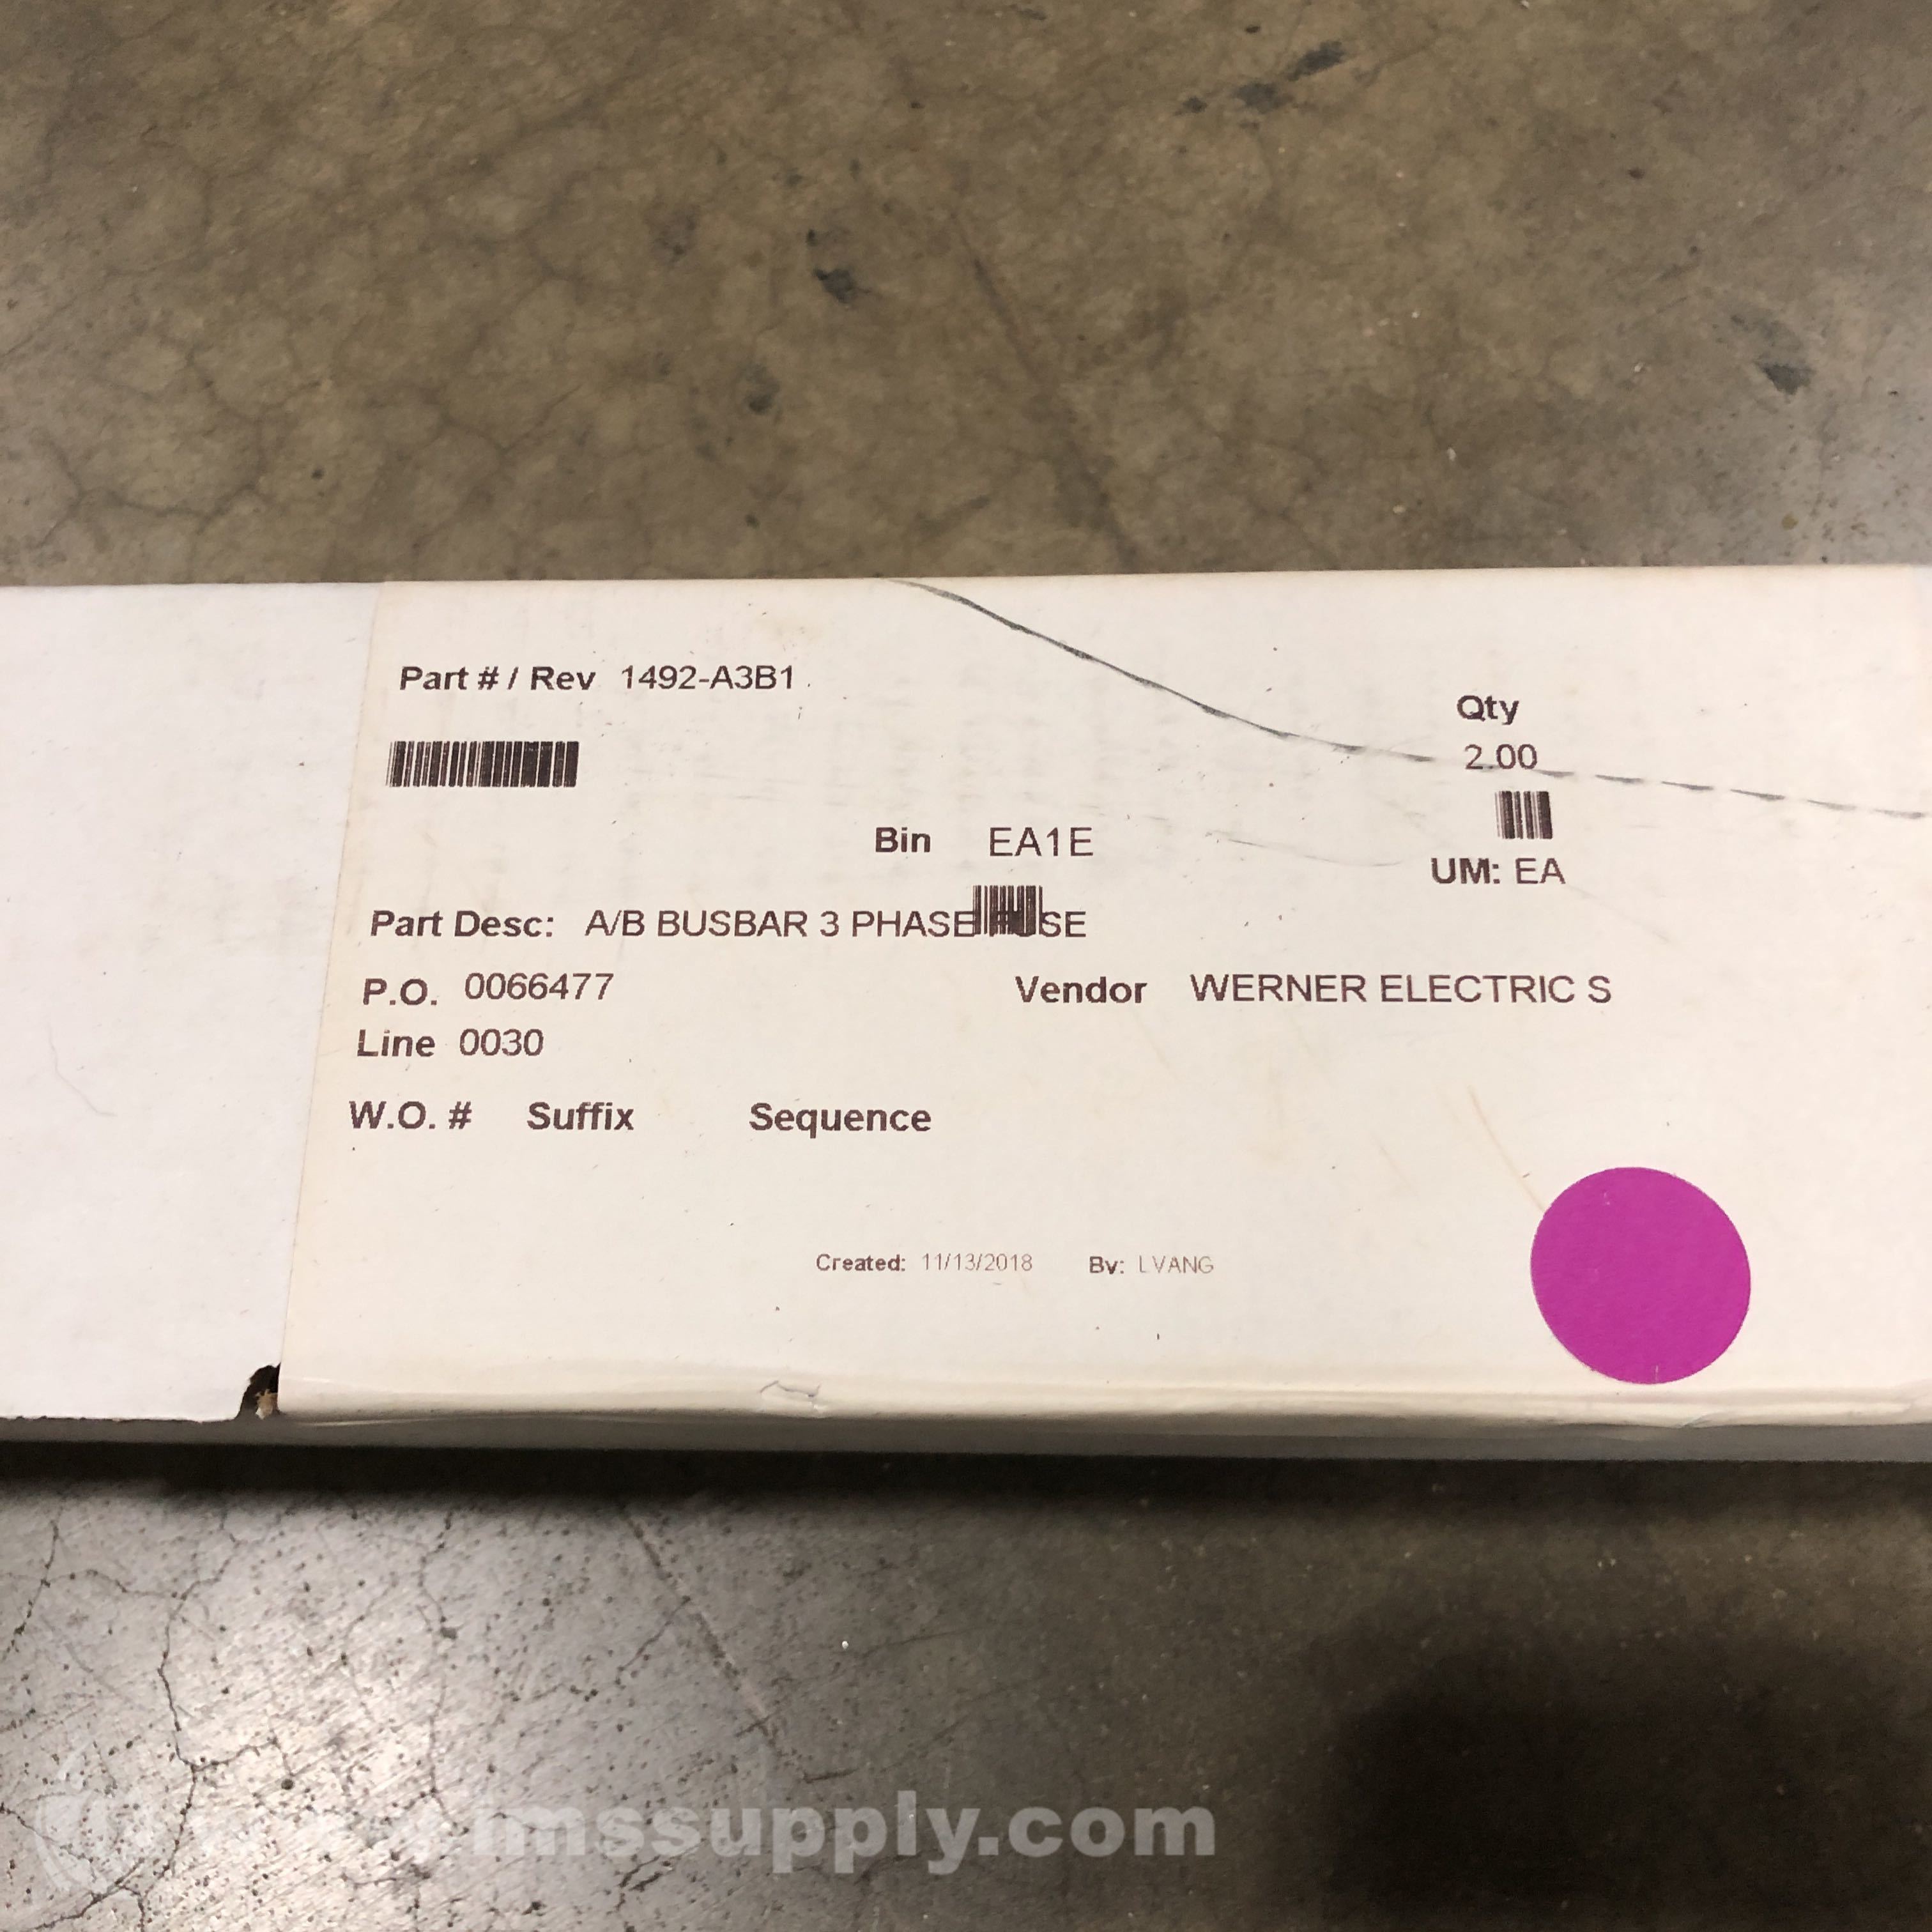 Part # / Rev 1492-A3B1
Qty
2.00
Bin EA1E
UM: EA
Part Desc: A/B BUSBAR 3 PHASE
P.O. 0066477
Vendor WERNER ELECTRIC S
Line 0030
W.O. # Suffix Sequence
Created: 11/13/2018 By: LVANG
imssupply.com